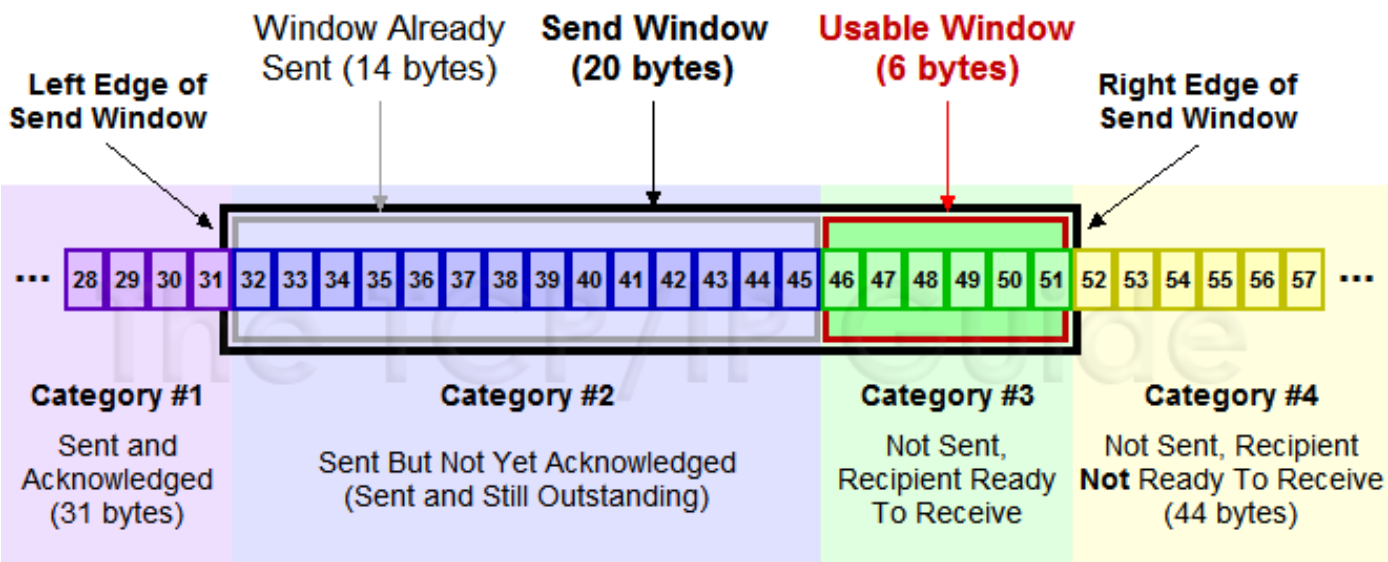 Window Already
Sent (14 bytes)
Send Window
(20 bytes)
Usable Window
(6 bytes)
Left Edge of
Send Window
Right Edge of
Send Window
... 28 29 30 31 32 33 34 35 36 37 38 39 40 41 42 43 44 45 46 47 48 49 50 51 52 53 54 55 56 57 ...
The TCP/IP Guide
Category #1
Sent and
Acknowledged
(31 bytes)
Category #2
Sent But Not Yet Acknowledged
(Sent and Still Outstanding)
Category #3
Not Sent,
Recipient Ready
To Receive
Category #4
Not Sent, Recipient
Not Ready To Receive
(44 bytes)